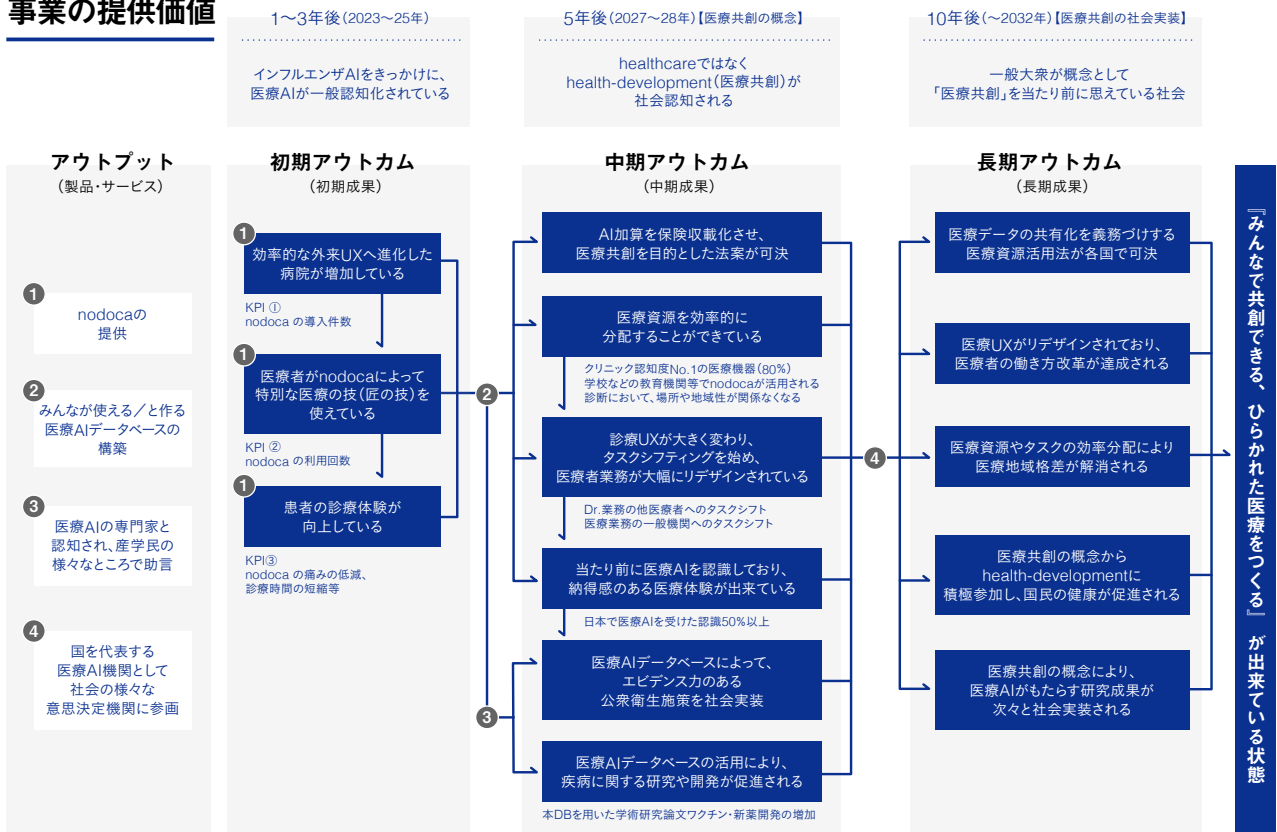 事業の提供価値
1〜3年後（2023〜25年）
インフルエンザAIをきっかけに、
医療AIが一般認知化されている
5年後（2027〜28年）【医療共創の概念】
healthcareではなく
health-development（医療共創）が
社会認知される
10年後（〜2032年）【医療共創の社会実装】
一般大衆が概念として
「医療共創」を当たり前に思えている社会
アウトプット
（製品・サービス）
1
nodocaの
提供
2
みんなが使える／と作る
医療AIデータベースの
構築
3
医療AIの専門家と
認知され、産学民の
様々なところで助言
4
国を代表する
医療AI機関として
社会の様々な
意思決定機関に参画
初期アウトカム
（初期成果）
1
効率的な外来UXへ進化した
病院が増加している
KPI ①
nodoca の導入件数
1
医療者がnodocaによって
特別な医療の技（匠の技）を
使えている
KPI ②
nodoca の利用回数
1
患者の診療体験が
向上している
KPI③
nodoca の痛みの低減、
診療時間の短縮等
2
3
中期アウトカム
（中期成果）
AI加算を保険収載化させ、
医療共創を目的とした法案が可決
医療資源を効率的に
分配することができている
クリニック認知度No.1の医療機器（80%）
学校などの教育機関等でnodocaが活用される
診断において、場所や地域性が関係なくなる
診療UXが大きく変わり、
タスクシフティングを始め、
医療者業務が大幅にリデザインされている
Dr.業務の他医療者へのタスクシフト
医療業務の一般機関へのタスクシフト
当たり前に医療AIを認識しており、
納得感のある医療体験が出来ている
日本で医療AIを受けた認識50%以上
医療AIデータベースによって、
エビデンス力のある
公衆衛生施策を社会実装
医療AIデータベースの活用により、
疾病に関する研究や開発が促進される
本DBを用いた学術研究論文ワクチン・新薬開発の増加
4
長期アウトカム
（長期成果）
医療データの共有化を義務づけする
医療資源活用法が各国で可決
医療UXがリデザインされており、
医療者の働き方改革が達成される
医療資源やタスクの効率分配により
医療地域格差が解消される
医療共創の概念から
health-developmentに
積極参加し、国民の健康が促進される
医療共創の概念により、
医療AIがもたらす研究成果が
次々と社会実装される
『みんなで共創できる、ひらかれた医療をつくる』が出来ている状態